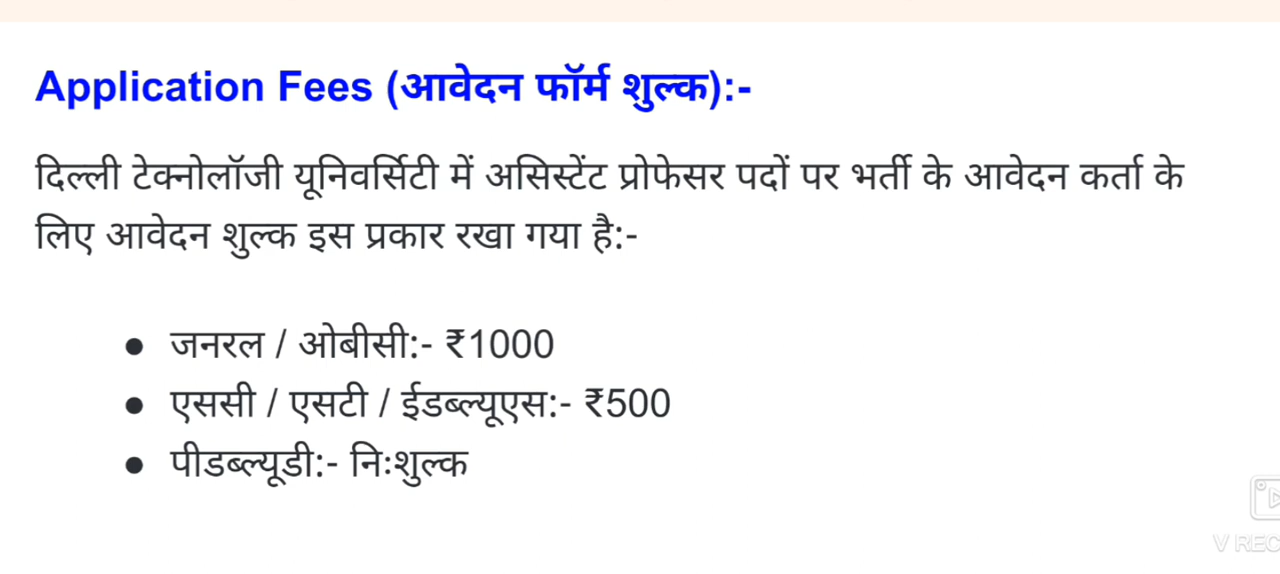 Application Fees (आवेदन फॉर्म शुल्क):-
दिल्ली टेक्नोलॉजी यूनिवर्सिटी में असिस्टेंट प्रोफेसर पदों पर भर्ती के आवेदन कर्ता के
लिए आवेदन शुल्क इस प्रकार रखा गया है:-
● जनरल / ओबीसी:- ₹1000
● एससी / एसटी / ईडब्ल्यूएस:- ₹500
● पीडब्ल्यूडी:- निःशुल्क
V REC